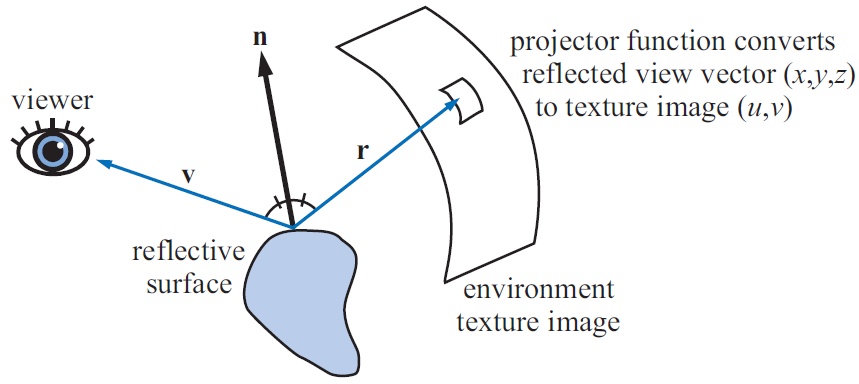 n
projector function converts
reflected view vector (x,y,z)
to texture image (u,v)
viewer
r
v
reflective
surface
environment
texture image